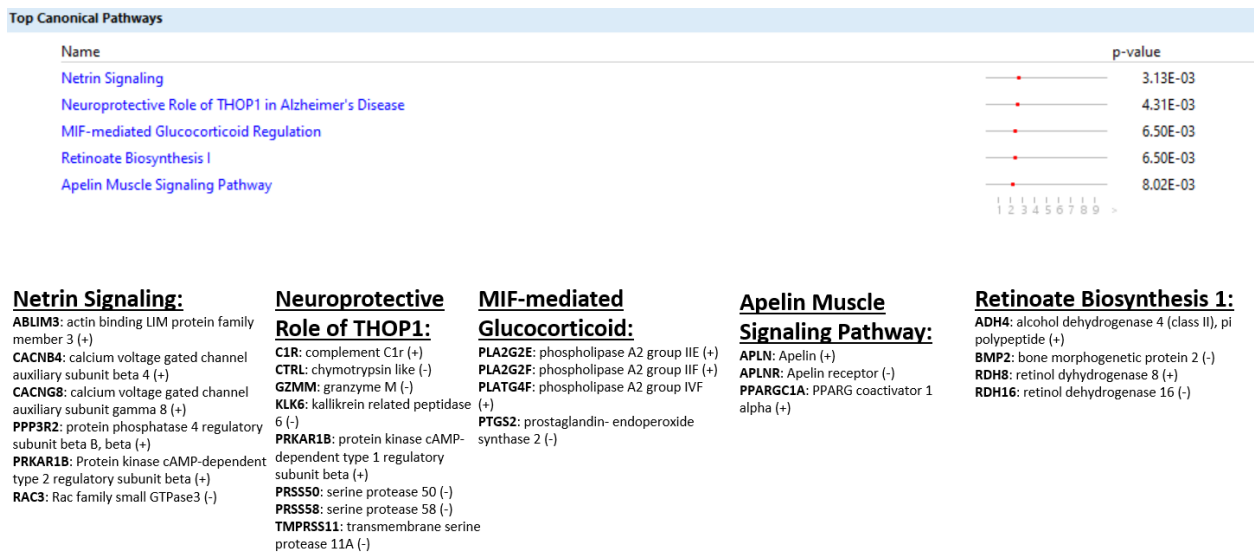 Top Canonical Pathways
Name p-value
Netrin Signaling 3.13E-03
Neuroprotective Role of THOP1 in Alzheimer's Disease 4.31E-03
MIF-mediated Glucocorticoid Regulation 6.50E-03
Retinoate Biosynthesis I 6.50E-03
Apelin Muscle Signaling Pathway 8.02E-03
1 2 3 4 5 6 7 8 9 >
Netrin Signaling:
ABLIM3: actin binding LIM protein family
member 3 (+)
CACNB4: calcium voltage gated channel
auxiliary subunit beta 4 (+)
CACNG8: calcium voltage gated channel
auxiliary subunit gamma 8 (+)
PPP3R2: protein phosphatase 4 regulatory
subunit beta B, beta (+)
PRKAR1B: Protein kinase cAMP-dependent
type 2 regulatory subunit beta (+)
RAC3: Rac family small GTPase3 (-)
Neuroprotective
Role of THOP1:
C1R: complement C1r (+)
CTRL: chymotrypsin like (-)
GZMM: granzyme M (-)
KLK6: kallikrein related peptidase
6 (-)
PRKAR1B: protein kinase cAMP-
dependent type 1 regulatory
subunit beta (+)
PRSS50: serine protease 50 (-)
PRSS58: serine protease 58 (-)
TMPRSS11: transmembrane serine
protease 11A (-)
MIF-mediated
Glucocorticoid:
PLA2G2E: phospholipase A2 group IIE (+)
PLA2G2F: phospholipase A2 group IIF (+)
PLATG4F: phospholipase A2 group IVF
(+)
PTGS2: prostaglandin- endoperoxide
synthase 2 (-)
Apelin Muscle
Signaling Pathway:
APLN: Apelin (+)
APLNR: Apelin receptor (-)
PPARGC1A: PPARG coactivator 1
alpha (+)
Retinoate Biosynthesis 1:
ADH4: alcohol dehydrogenase 4 (class II), pi
polypeptide (+)
BMP2: bone morphogenetic protein 2 (-)
RDH8: retinol dyhydrogenase 8 (+)
RDH16: retinol dehydrogenase 16 (-)